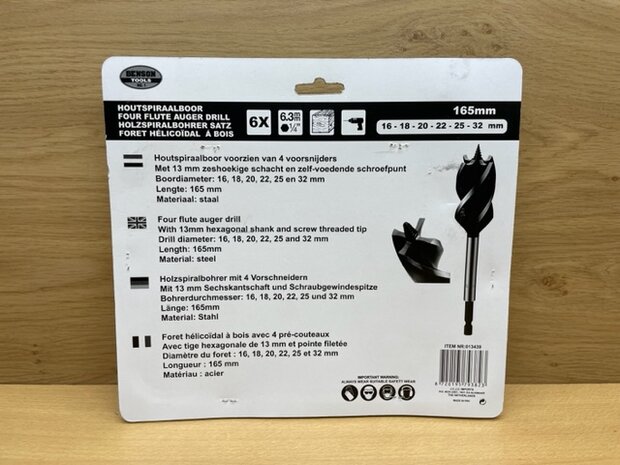 BENSON
TOOLS
HOUTSPIRAALBOOR
FOUR FLUTE AUGER DRILL
HOLZSPIRALBOHRER SATZ
FORET HÉLICOÏDAL À BOIS
6X
6.3mm
1/4"
165mm
16 - 18 - 20 - 22 - 25 - 32 mm
Houtspiraalboor voorzien van 4 voorsnijders
Met 13 mm zeshoekige schacht en zelf-voedende schroefpunt
Boordiameter: 16, 18, 20, 22, 25 en 32 mm
Lengte: 165 mm
Materiaal: staal
Four flute auger drill
With 13mm hexagonal shank and screw threaded tip
Drill diameter: 16, 18, 20, 22, 25 and 32 mm
Length: 165mm
Material: steel
Holzspiralbohrer mit 4 Vorschneidern
Mit 13 mm Sechskantschaft und Schraubgewindespitze
Bohrerdurchmesser: 16, 18, 20, 22, 25 und 32 mm
Länge: 165 mm
Material: Stahl
Foret hélicoïdal à bois avec 4 pré-couteaux
Avec tige hexagonale de 13 mm et pointe filetée
Diamètre du foret : 16, 18, 20, 22, 25 et 32 mm
Longueur : 165 mm
Matériau : acier
IMPORTANT WARNING:
ALWAYS WEAR SUITABLE SAFETY WEAR
ITEM NR:013439
THE NETHERLANDS